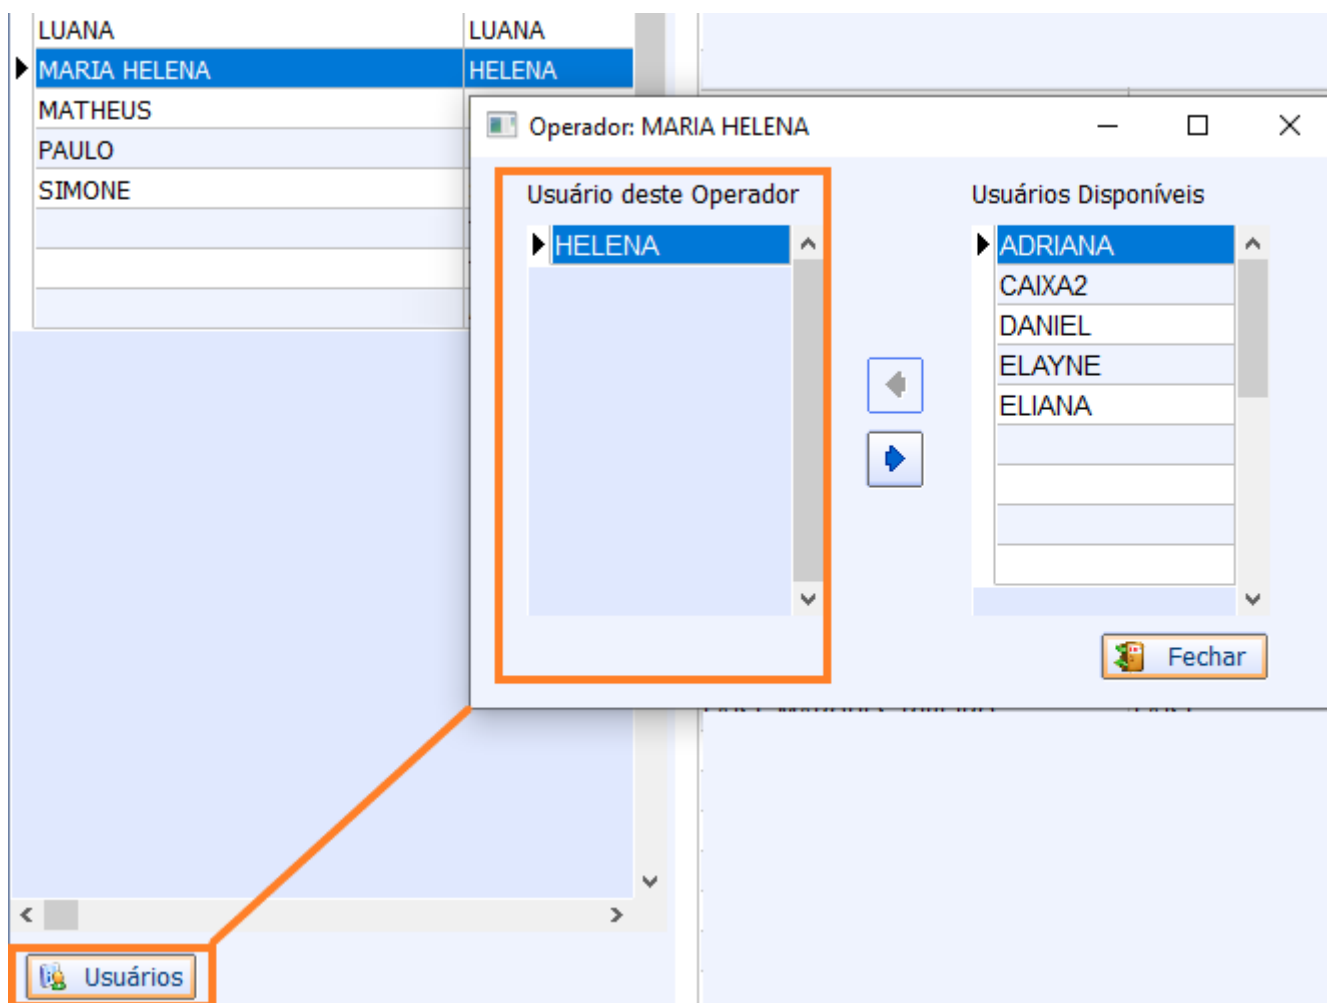 LUANA LUANA
MARIA HELENA HELENA
MATHEUS
PAULO
SIMONE
Operador: MARIA HELENA
Usuário deste Operador
HELENA
Usuários Disponíveis
ADRIANA
CAIXA2
DANIEL
ELAYNE
ELIANA
Fechar
Usuários